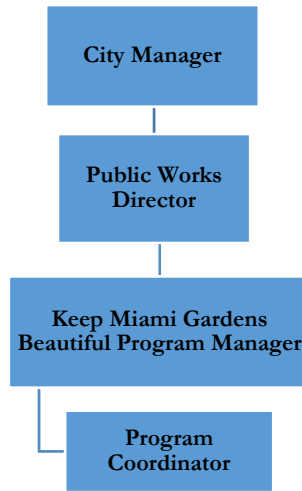 City Manager
Public Works
Director
Keep Miami Gardens
Beautiful Program Manager
Program
Coordinator